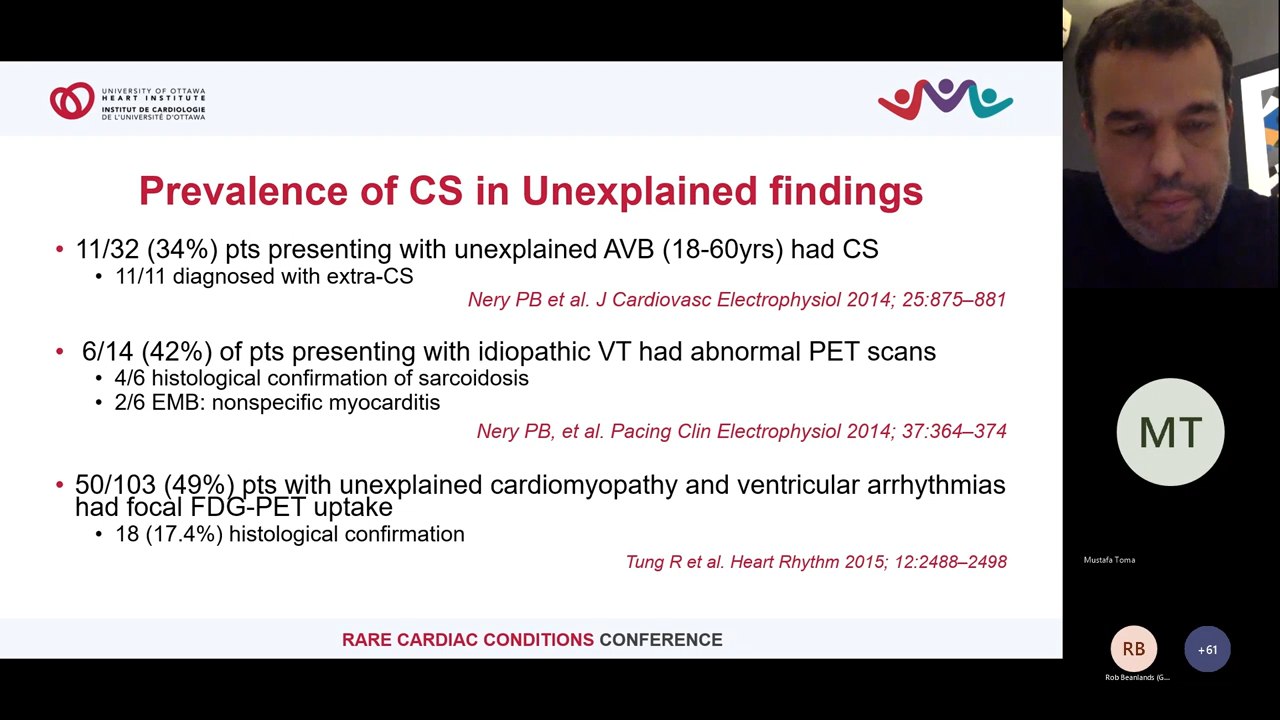 UNIVERSITY OF OTTAWA
HEART INSTITUTE
INSTITUT DE CARDIOLOGIE
DE L'UNIVERSITÉ D'OTTAWA
Prevalence of CS in Unexplained findings
• 11/32 (34%) pts presenting with unexplained AVB (18-60yrs) had CS
• 11/11 diagnosed with extra-CS
Nery PB et al. J Cardiovasc Electrophysiol 2014; 25:875–881
• 6/14 (42%) of pts presenting with idiopathic VT had abnormal PET scans
• 4/6 histological confirmation of sarcoidosis
• 2/6 EMB: nonspecific myocarditis
Nery PB, et al. Pacing Clin Electrophysiol 2014; 37:364–374
• 50/103 (49%) pts with unexplained cardiomyopathy and ventricular arrhythmias
had focal FDG-PET uptake
• 18 (17.4%) histological confirmation
Tung R et al. Heart Rhythm 2015; 12:2488–2498
RARE CARDIAC CONDITIONS CONFERENCE
MT
Mustafa Toma
RB
+61
Rob Beanlands (G...